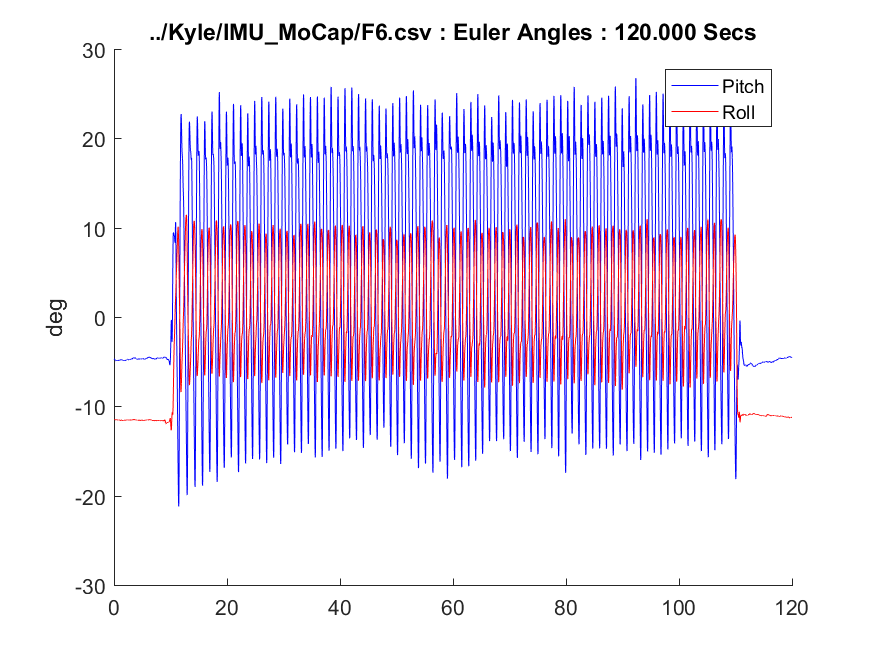 ../Kyle/IMU_MoCap/F6.csv : Euler Angles : 120.000 Secs
30
20
10
0
-10
-20
-30
deg
Pitch
Roll
0 20 40 60 80 100 120